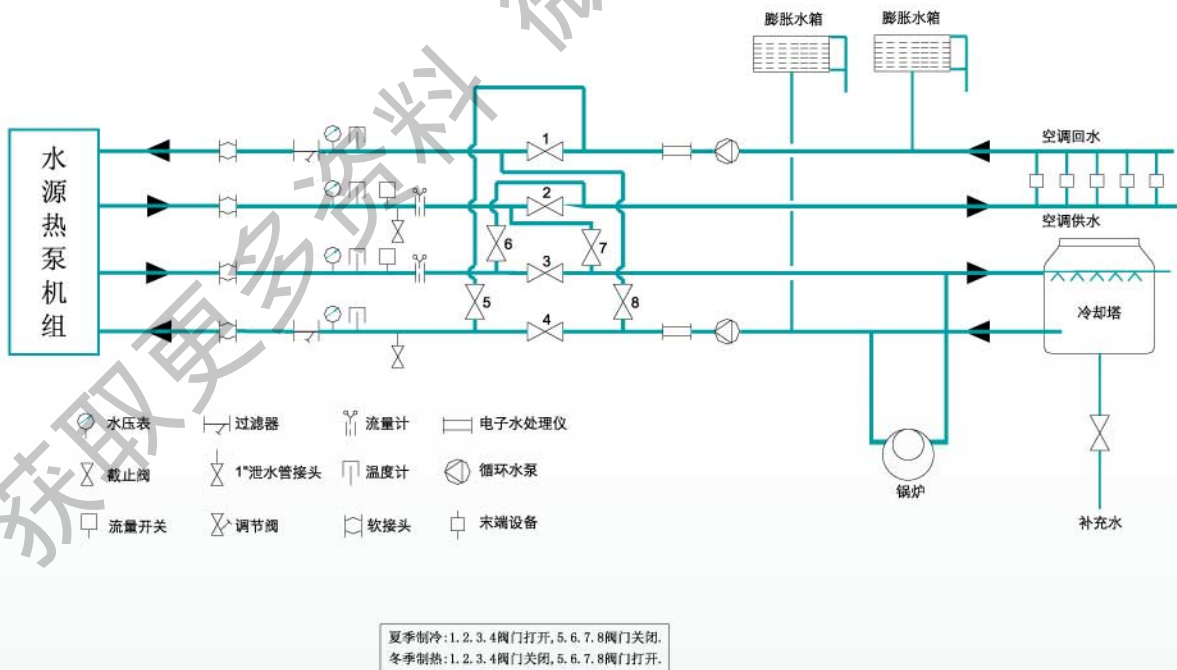 膨胀水箱
膨胀水箱
水源热泵机组
1
空调回水
2
空调供水
6
7
3
5
8
冷却塔
4
水压表
过滤器
流量计
电子水处理仪
截止阀
1"泄水管接头
温度计
循环水泵
锅炉
流量开关
调节阀
软接头
末端设备
补充水
夏季制冷:1.2.3.4阀门打开,5.6.7.8阀门关闭.
冬季制热:1.2.3.4阀门关闭,5.6.7.8阀门打开.
获取更多资料